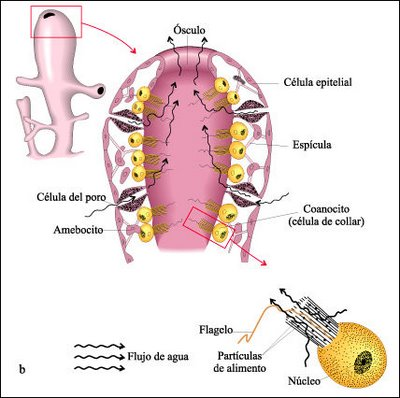 Ósculo
Célula epitelial
Espícula
Célula del poro
Coanocito
(célula de collar)
Amebocito
Flagelo
Flujo de agua
Partículas
de alimento
Núcleo
b